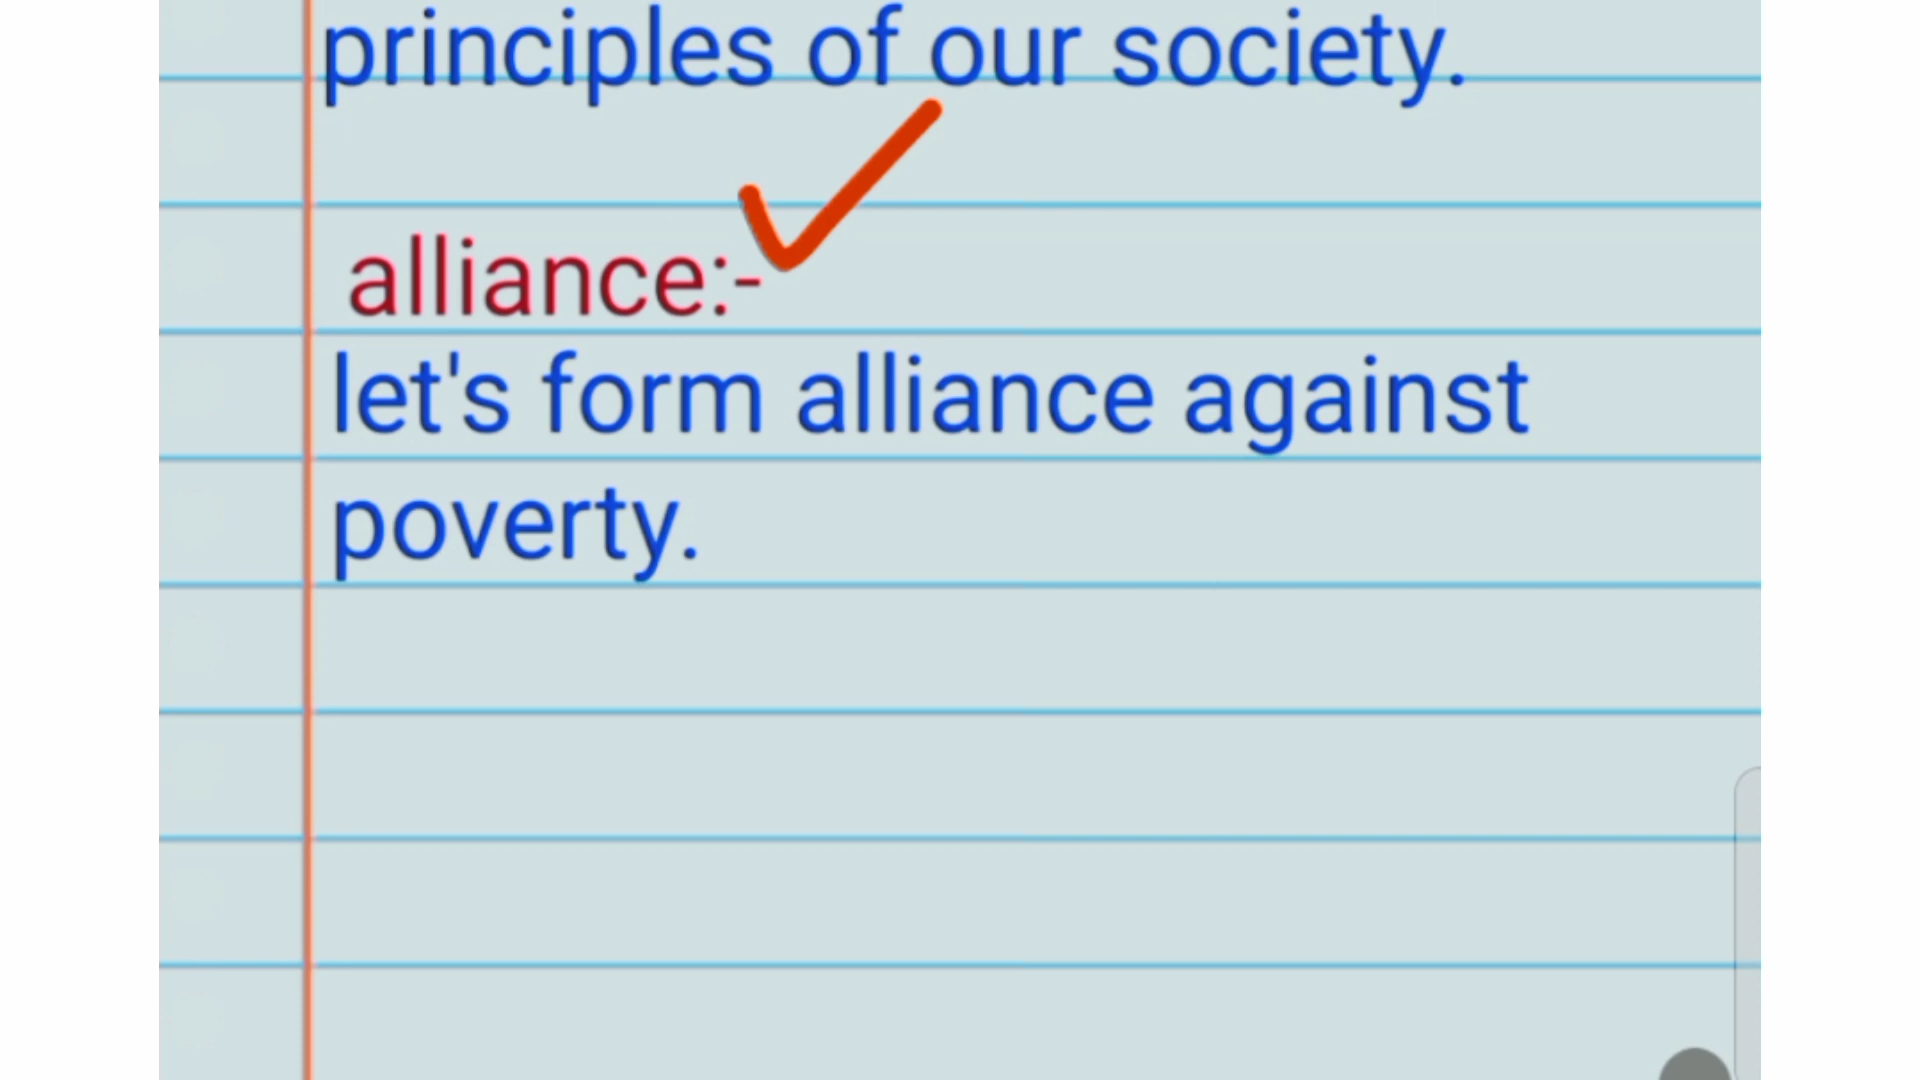 principles of our society.
alliance:-
let's form alliance against
poverty.